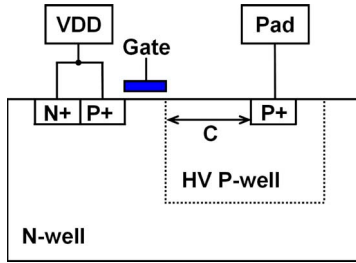 VDD
Pad
Gate
N+
P+
P+
C
HV P-well
N-well